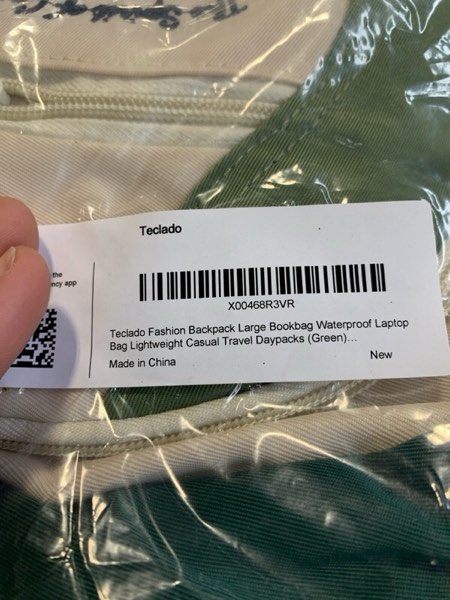 Teclado
the
ncy app
X00468R3VR
Teclado Fashion Backpack Large Bookbag Waterproof Laptop
Bag Lightweight Casual Travel Daypacks (Green)...
Made in China
New